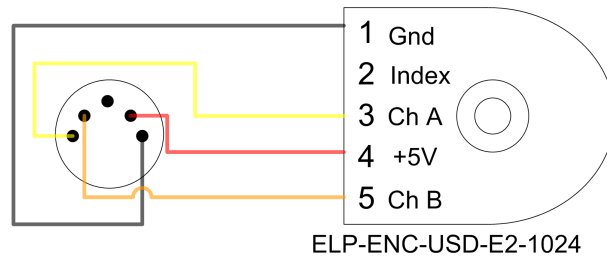 1 Gnd
2 Index
3 Ch A
4 +5V
5 Ch B
ELP-ENC-USD-E2-1024